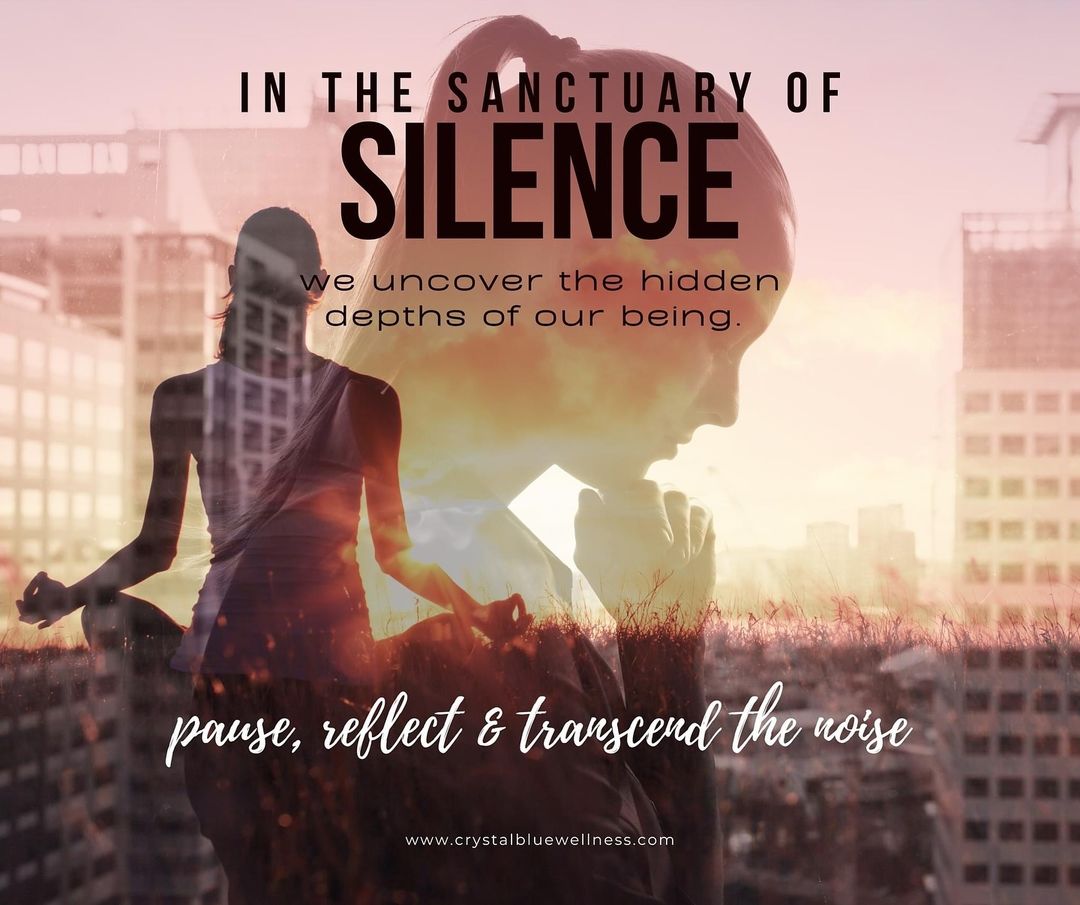 IN THE SANCTUARY OF
SILENCE
we uncover the hidden
depths of our being.
pause, reflect & transcend the noise
www.crystalbluewellness.com